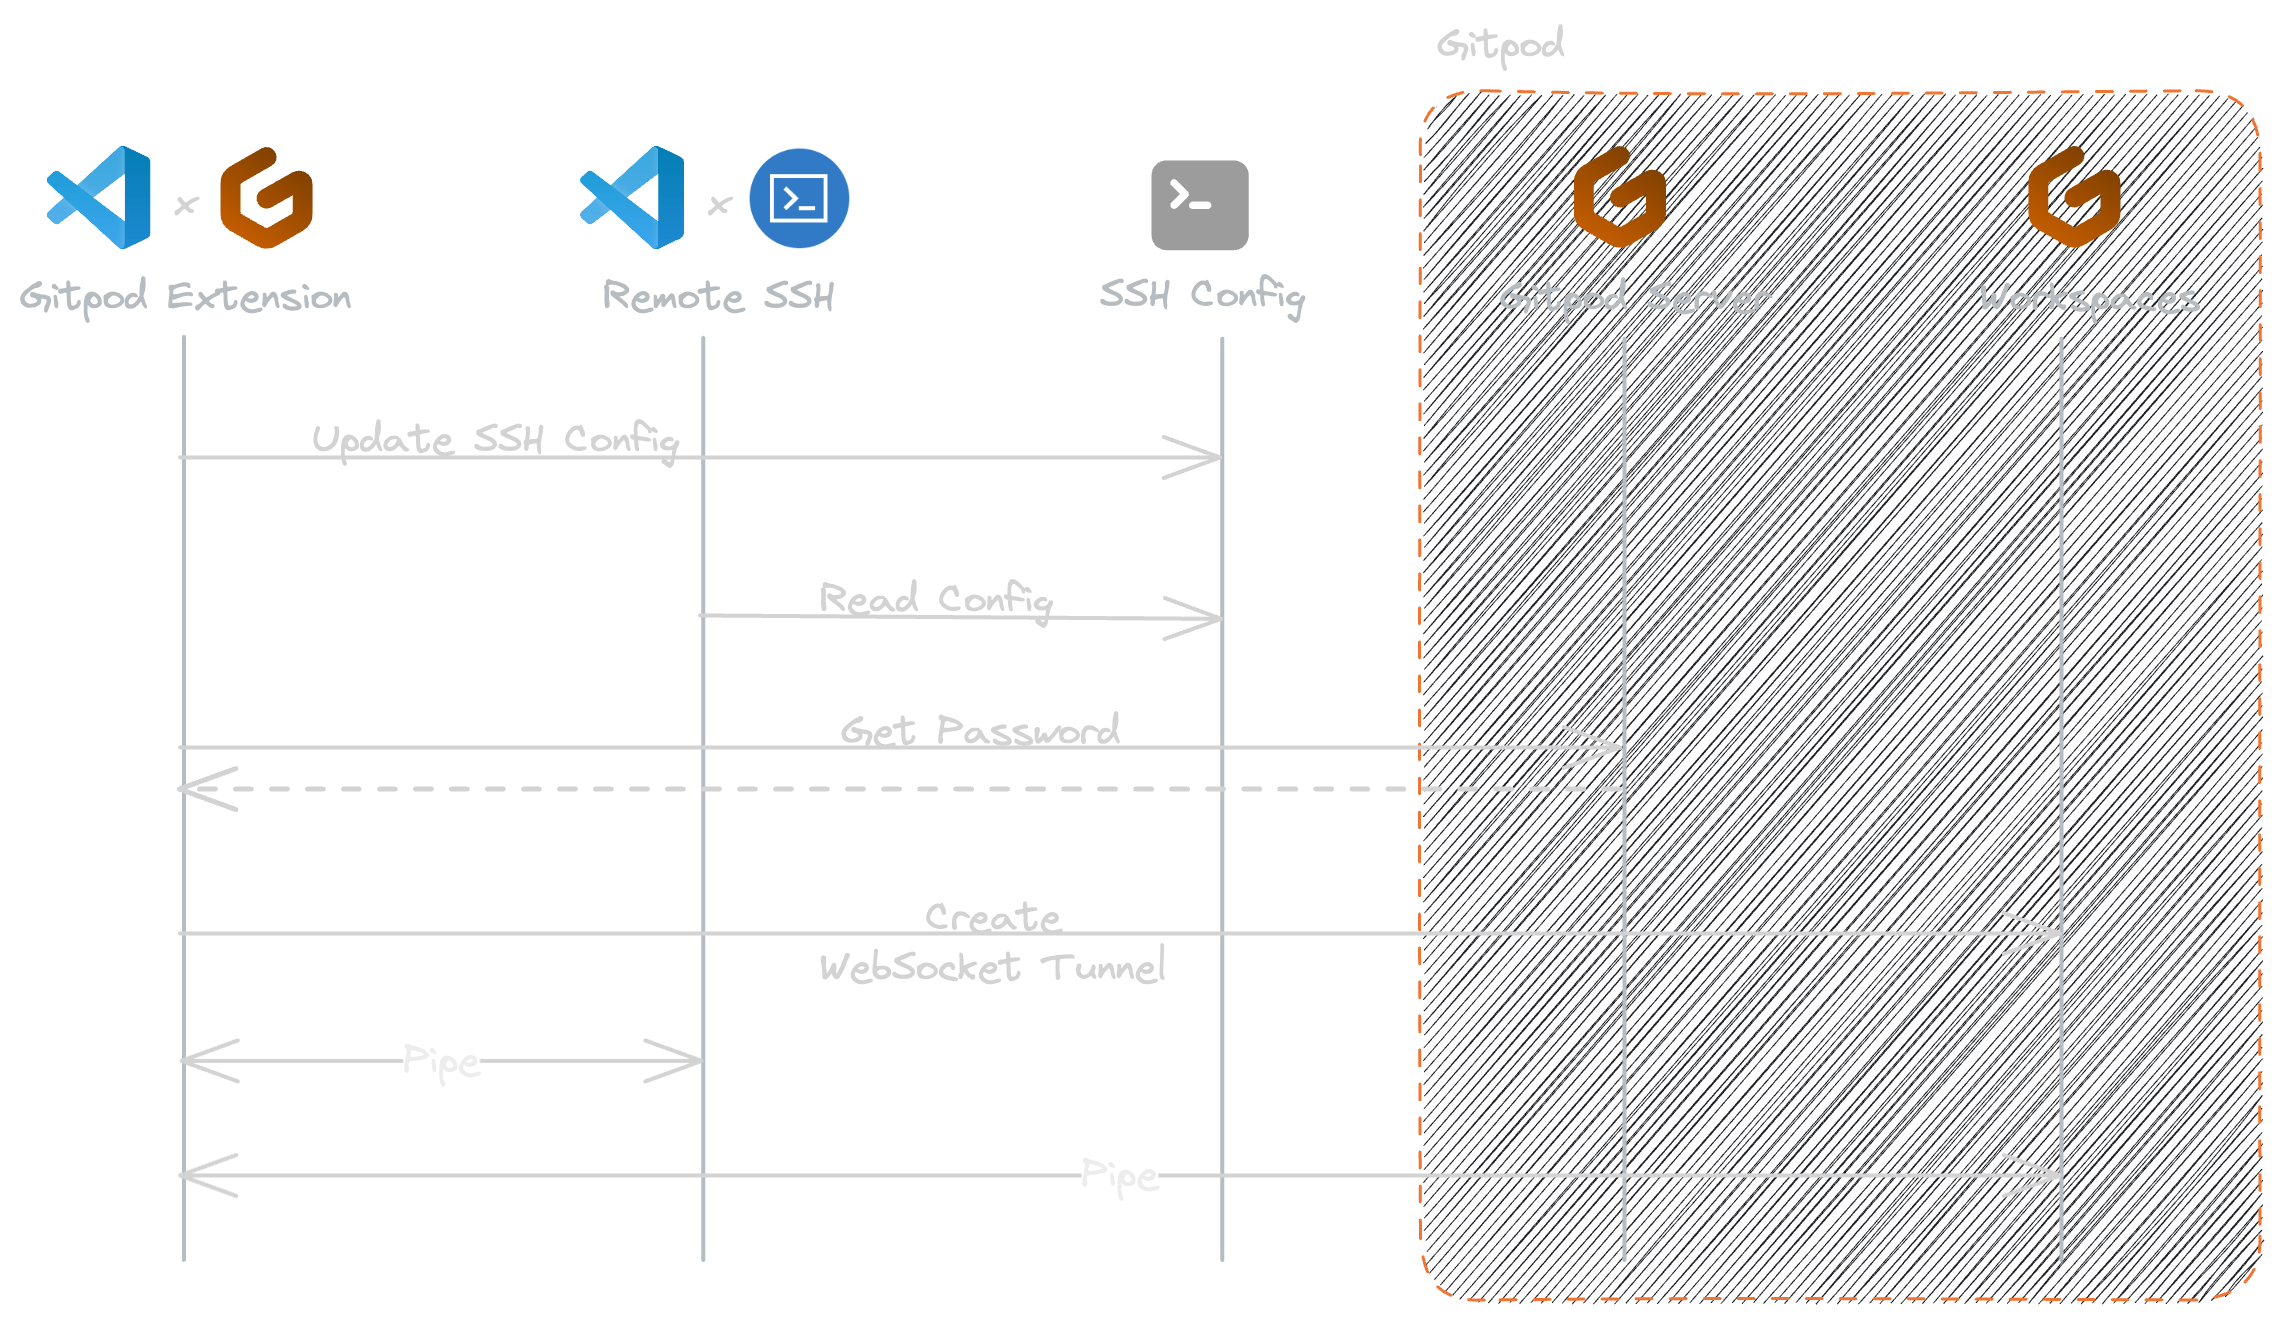 Gitpod
x
x
Gitpod Extension
Remote SSH
SSH Config
Gitpod Server
Workspaces
Update SSH Config
Read Config
Get Password
Create
WebSocket Tunnel
Pipe
Pipe